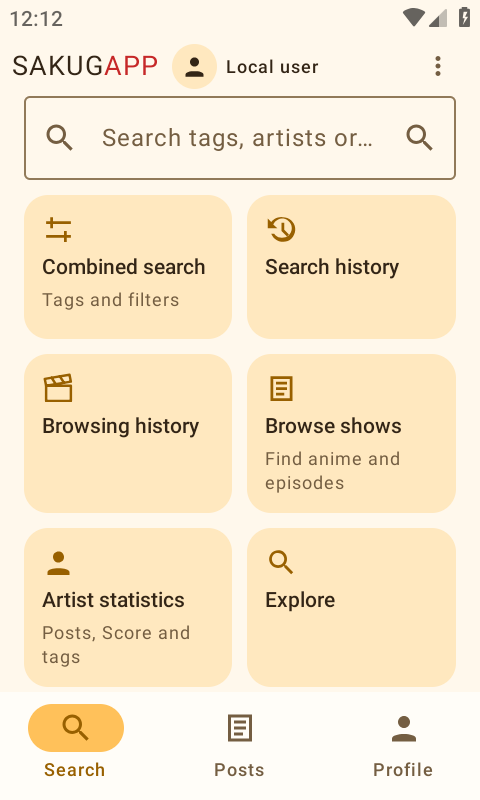 12:12
SAKUGAPP
Local user
Search tags, artists or…
Combined search
Tags and filters
Search history
Browsing history
Browse shows
Find anime and
episodes
Artist statistics
Posts, Score and
tags
Explore
Search
Posts
Profile